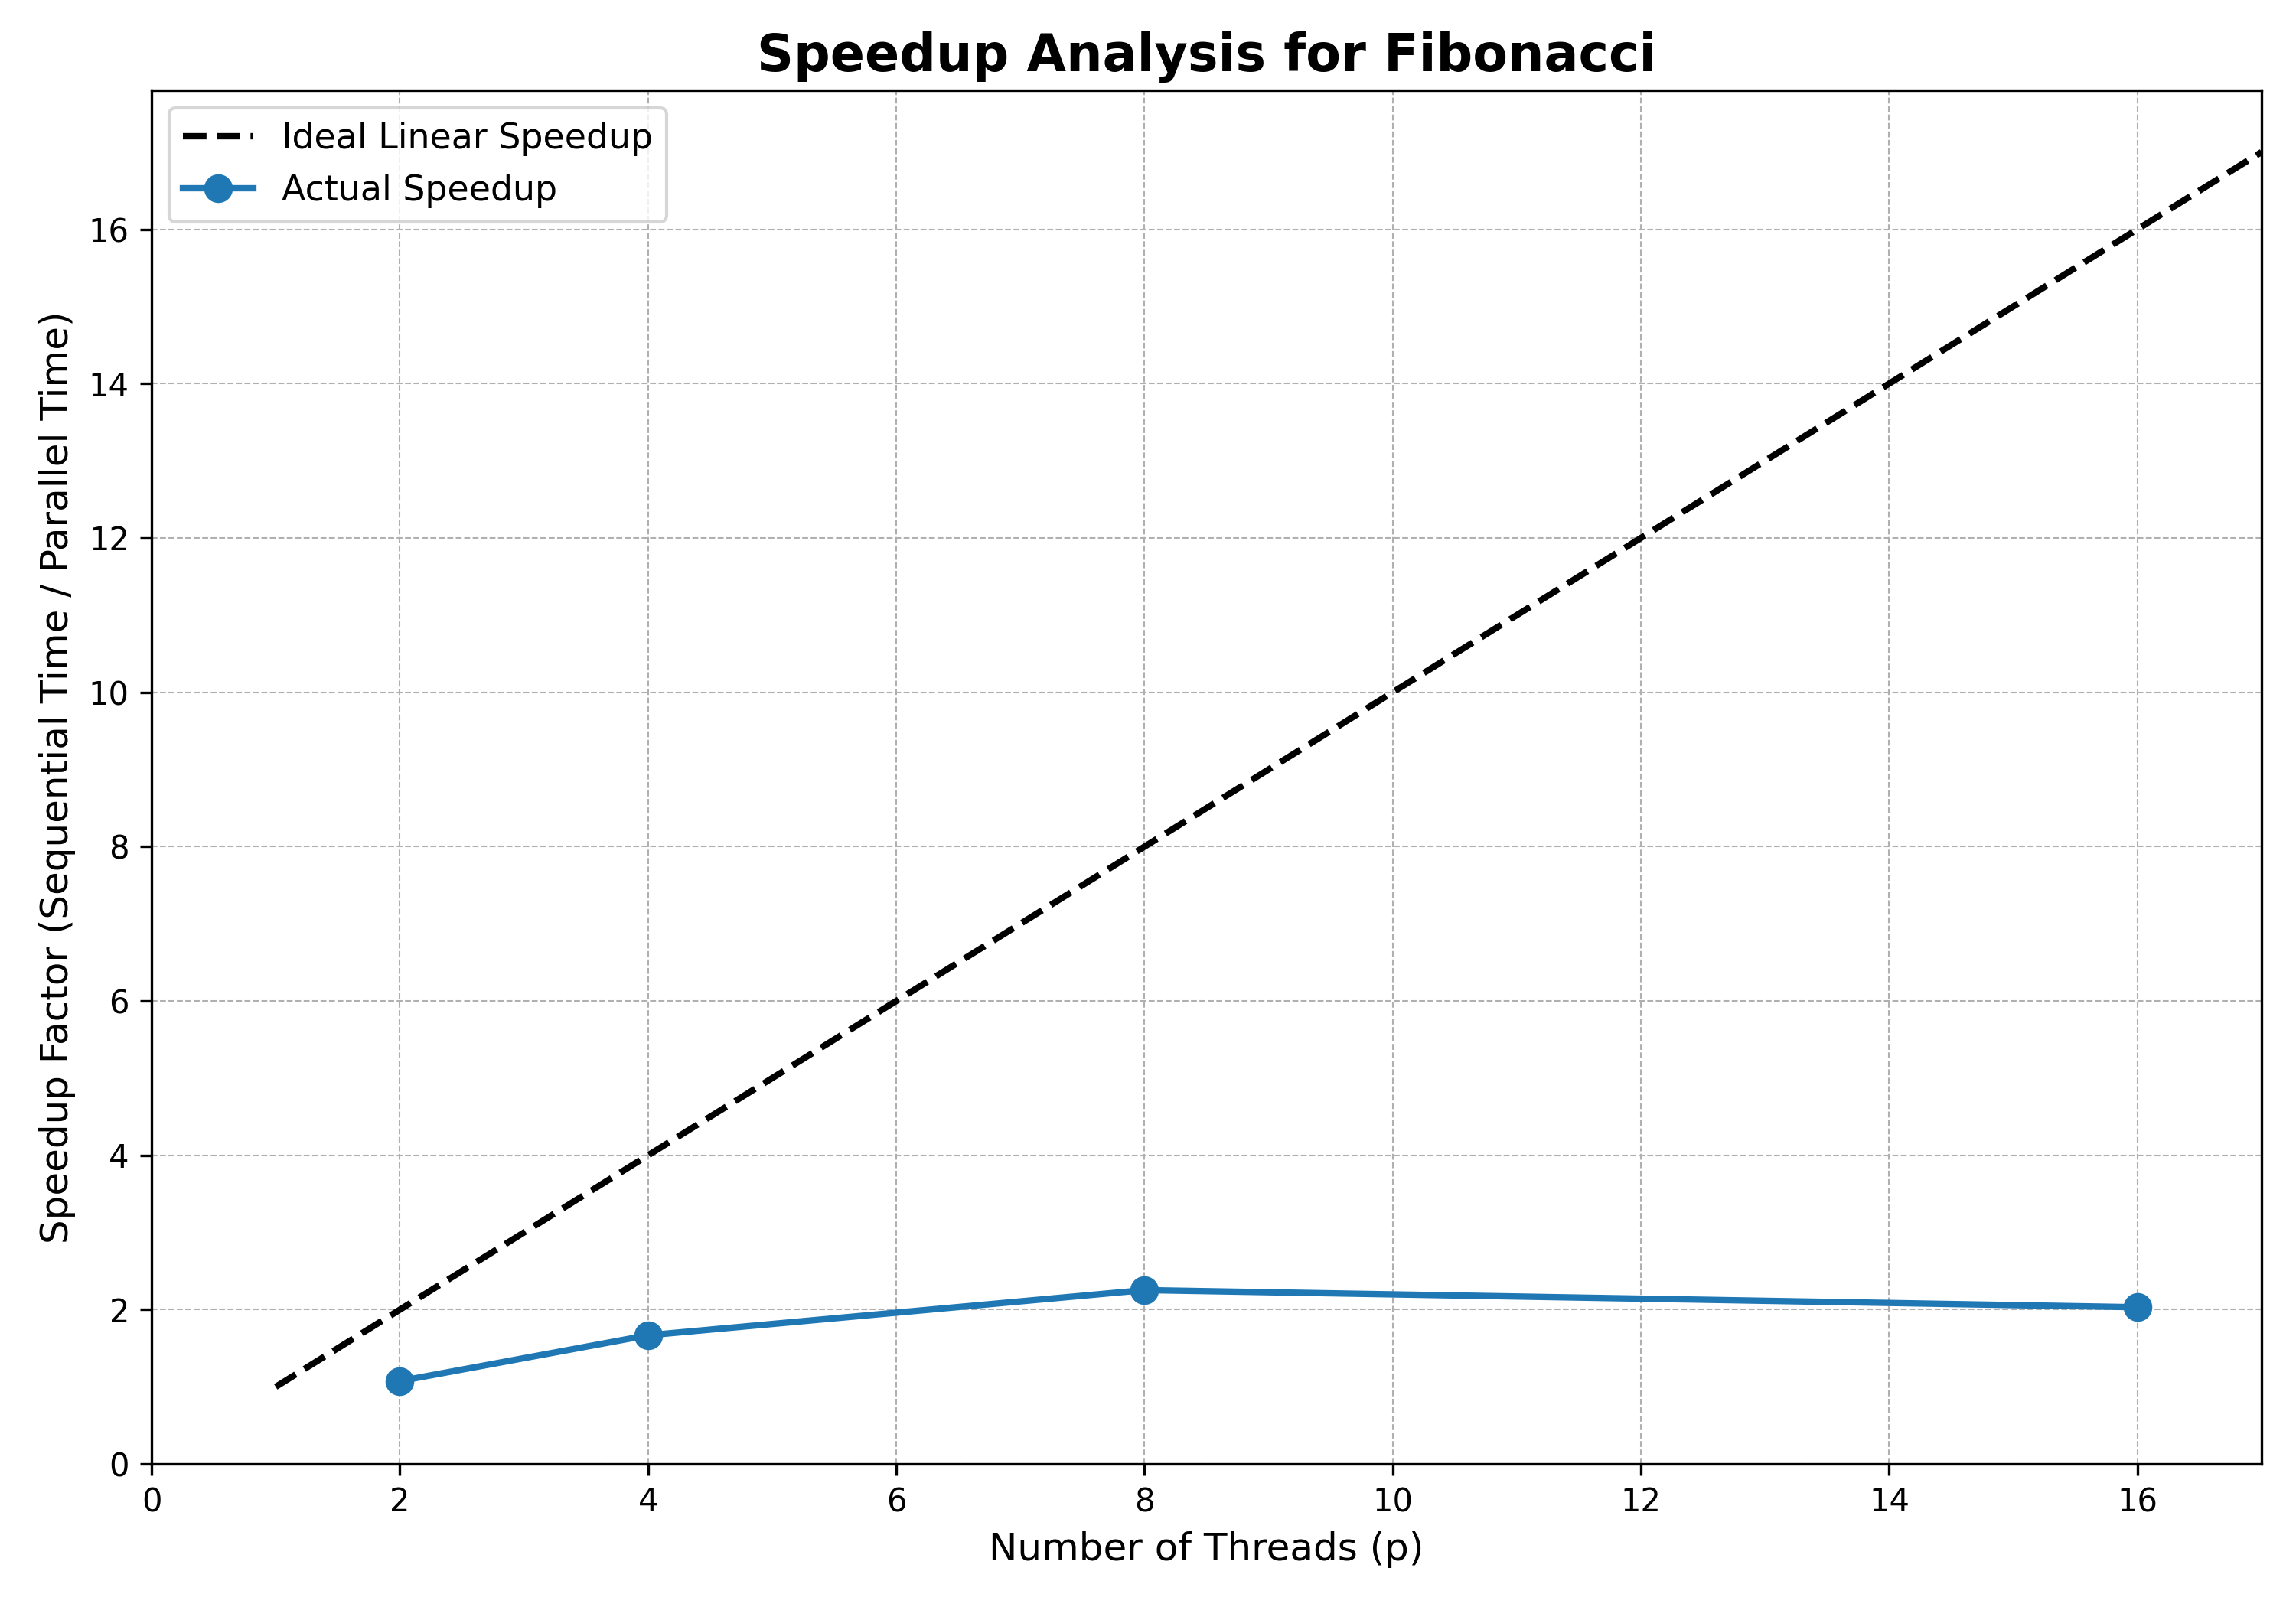 Speedup Analysis for Fibonacci
Ideal Linear Speedup
Actual Speedup
Speedup Factor (Sequential Time / Parallel Time)
16
14
12
10
8
6
4
2
0
0 2 4 6 8 10 12 14 16
Number of Threads (p)